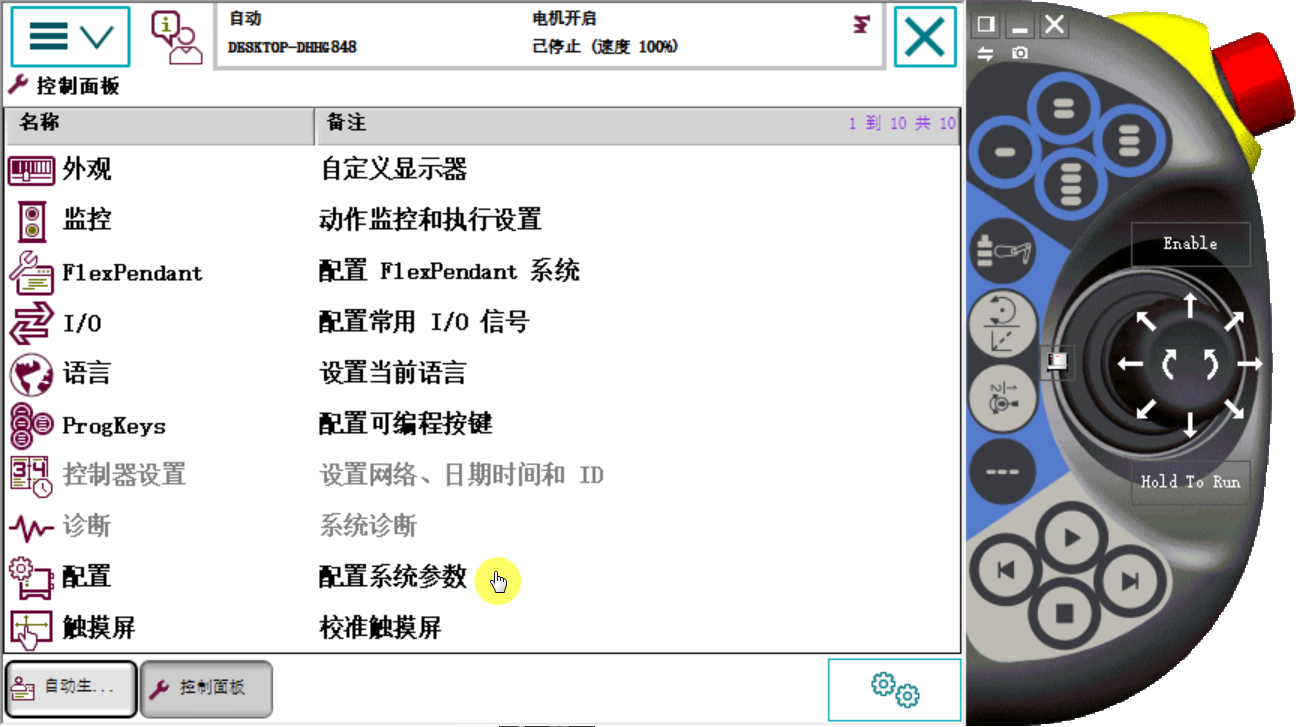 自动
电机开启
DESKTOP-DHHG848
己停止 (速度 100%)
控制面板
名称
备注
1 到 10 共 10
外观
自定义显示器
监控
动作监控和执行设置
FlexPendant
配置 FlexPendant 系统
I/O
配置常用 I/O 信号
语言
设置当前语言
ProgKeys
配置可编程按键
控制器设置
设置网络、日期时间和 ID
诊断
系统诊断
配置
配置系统参数
触摸屏
校准触摸屏
自动生...
控制面板
Enable
Hold To Run